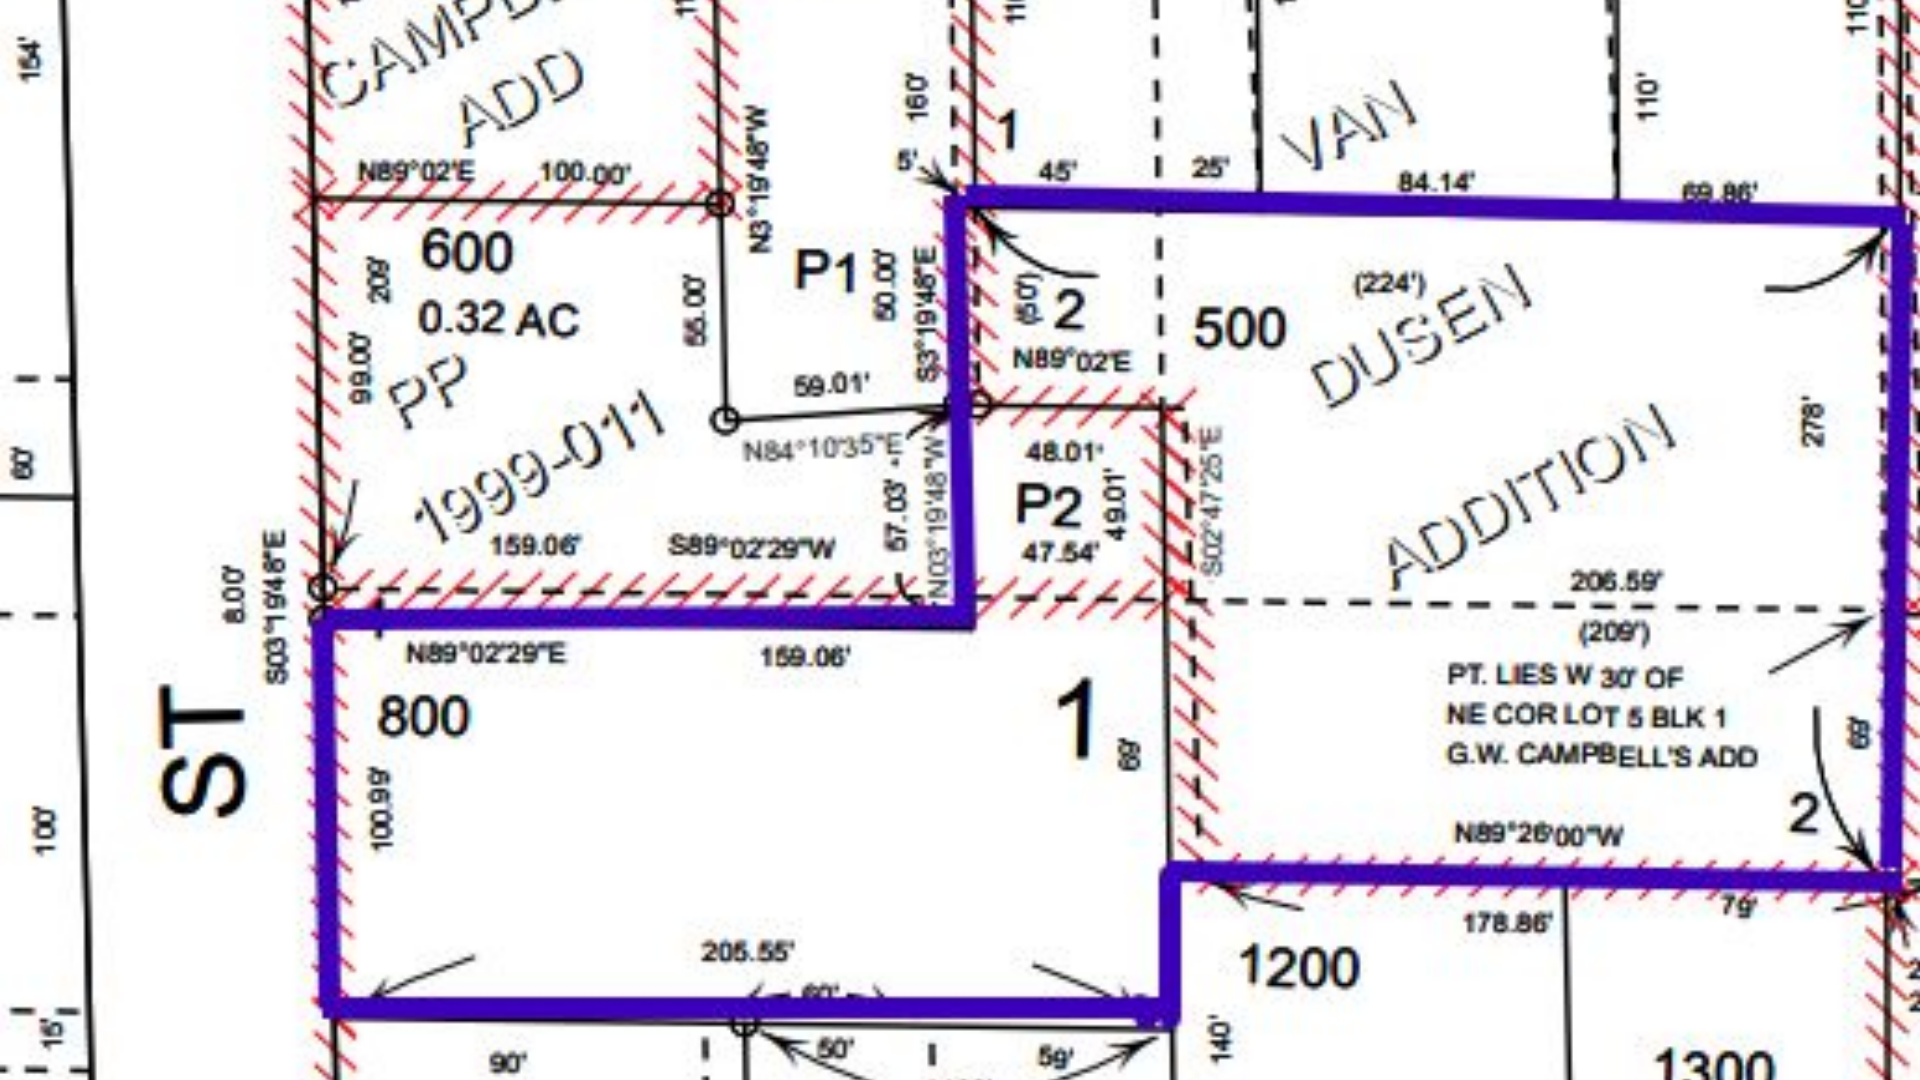 154'
ADD
160'
N3°19'48"W
1
VAN
110'
5'
45'
25'
84.14'
69.86'
N89°02'E
100.00'
600
209'
0.32 AC
55.00'
P1
50.00'
S3°19'48"E
(50')
2
500
(224')
DUSEN
N89°02'E
99.00'
PP
59.01'
278'
1999-011
N84°10'35"E
48.01'
P2
49.01'
47.54'
S02°47'25"E
ADDITION
60'
57.03'
N03°19'48"W
159.06'
S89°02'29"W
206.59'
(209')
8.00'
S03°19'48"E
N89°02'29"E
159.06'
PT. LIES W 30' OF
NE COR LOT 5 BLK 1
G.W. CAMPBELL'S ADD
ST
800
1
69'
69'
100'
100.99'
2
N89°26'00"W
205.55'
60'
178.86'
79'
1200
15'
90'
50'
59'
140'
1300